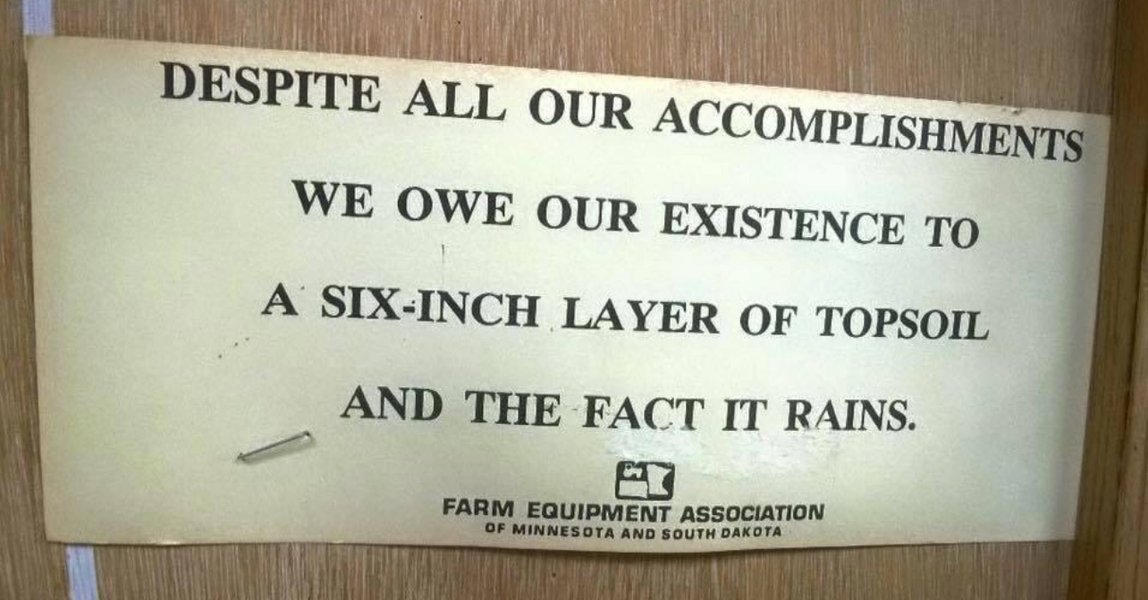 DESPITE ALL OUR ACCOMPLISHMENTS
WE OWE OUR EXISTENCE TO
A SIX-INCH LAYER OF TOPSOIL
AND THE FACT IT RAINS.
FARM EQUIPMENT ASSOCIATION
OF MINNESOTA AND SOUTH DAKOTA